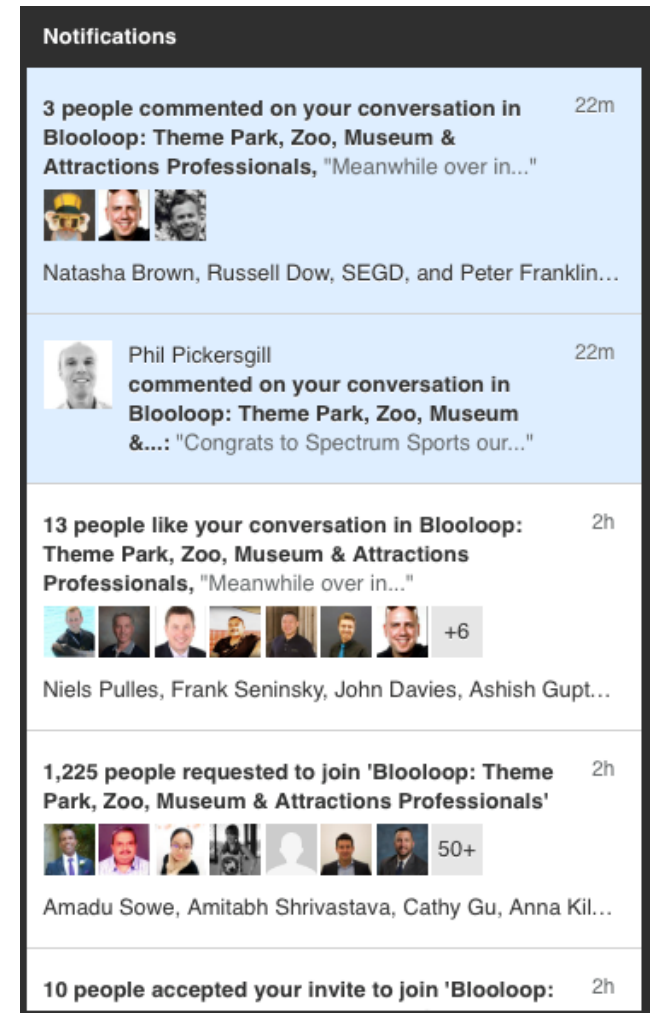 Notifications
3 people commented on your conversation in 22m
Blooloop: Theme Park, Zoo, Museum &
Attractions Professionals, "Meanwhile over in..."
Natasha Brown, Russell Dow, SEGD, and Peter Franklin...
Phil Pickersgill 22m
commented on your conversation in
Blooloop: Theme Park, Zoo, Museum
&...: "Congrats to Spectrum Sports our..."
13 people like your conversation in Blooloop: 2h
Theme Park, Zoo, Museum & Attractions
Professionals, "Meanwhile over in..."
+6
Niels Pulles, Frank Seninsky, John Davies, Ashish Gupt...
1,225 people requested to join 'Blooloop: Theme 2h
Park, Zoo, Museum & Attractions Professionals'
50+
Amadu Sowe, Amitabh Shrivastava, Cathy Gu, Anna Kil...
10 people accepted your invite to join 'Blooloop: 2h